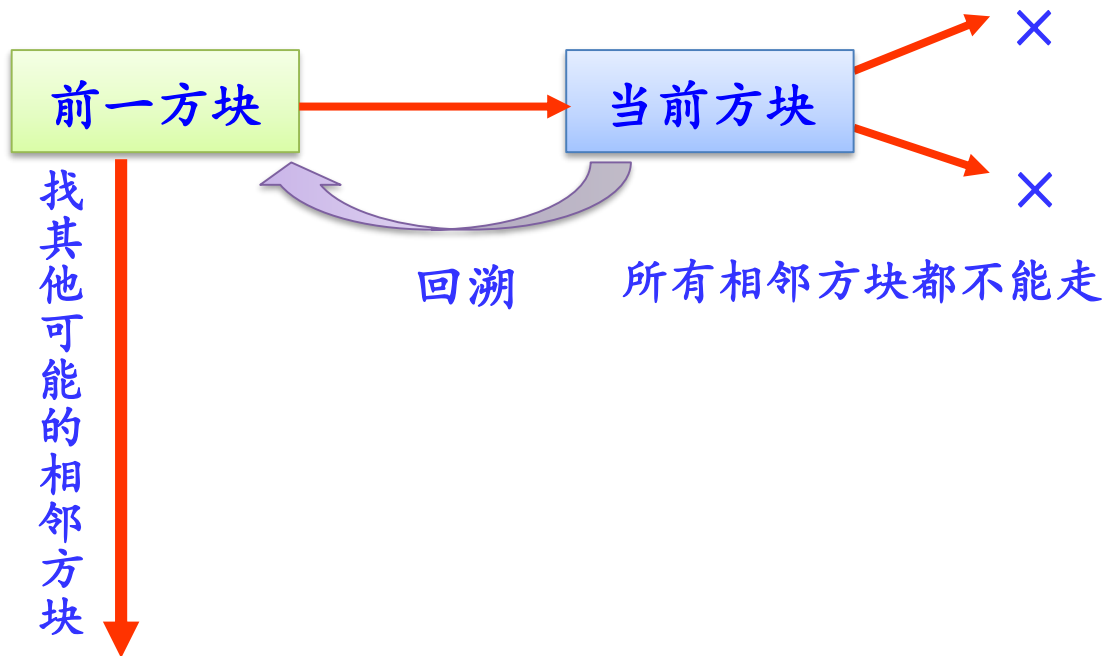 前一方块
当前方块
×
×
找其他可能的相邻方块
回溯
所有相邻方块都不能走